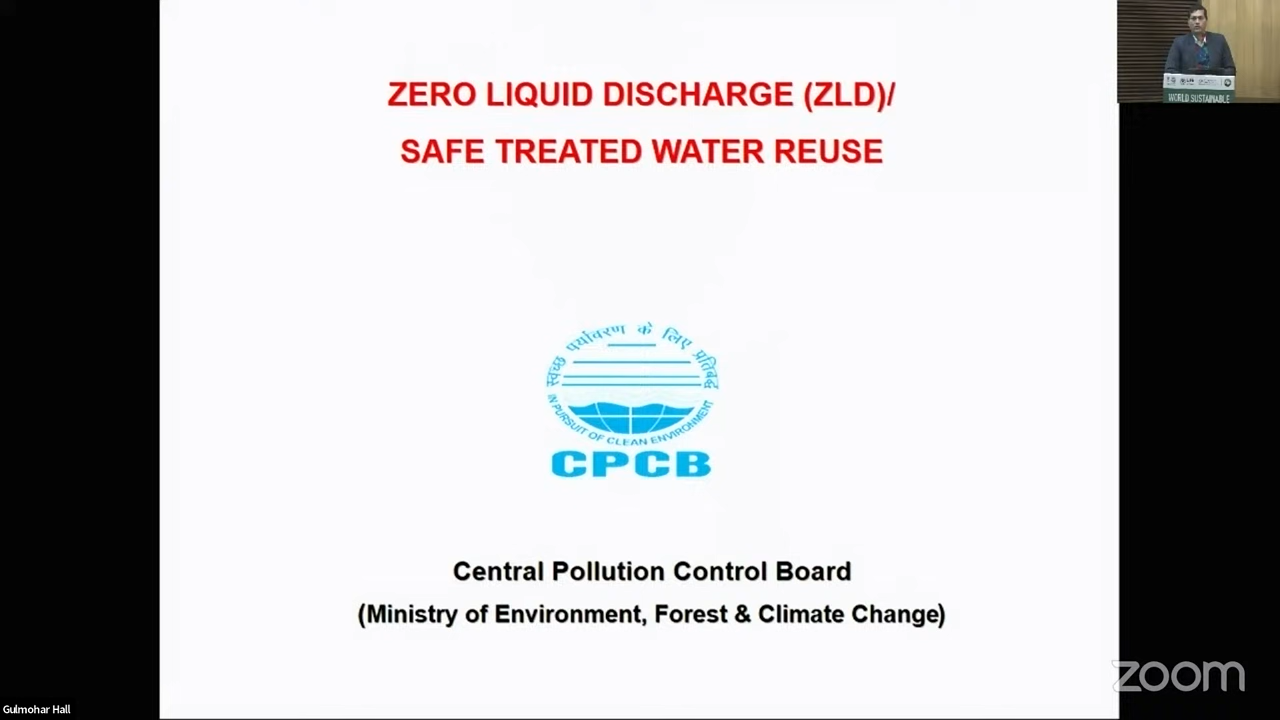 ZERO LIQUID DISCHARGE (ZLD)/
SAFE TREATED WATER REUSE
WORLD SUSTAINABLE
स्वच्छ पर्यावरण के लिए प्रतिबद्ध
IN PURSUIT OF CLEAN ENVIRONMENT
CPCB
Central Pollution Control Board
(Ministry of Environment, Forest & Climate Change)
zoom
Gulmohar Hall